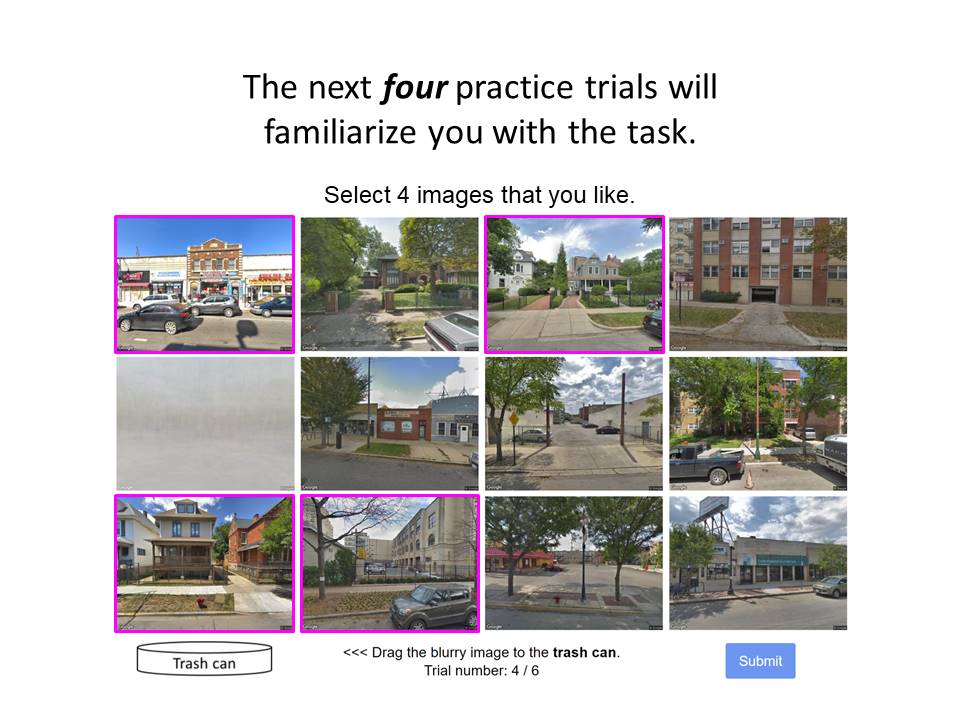 The next four practice trials will
familiarize you with the task.
Select 4 images that you like.
Trash can
<<< Drag the blurry image to the trash can.
Trial number: 4 / 6
Submit